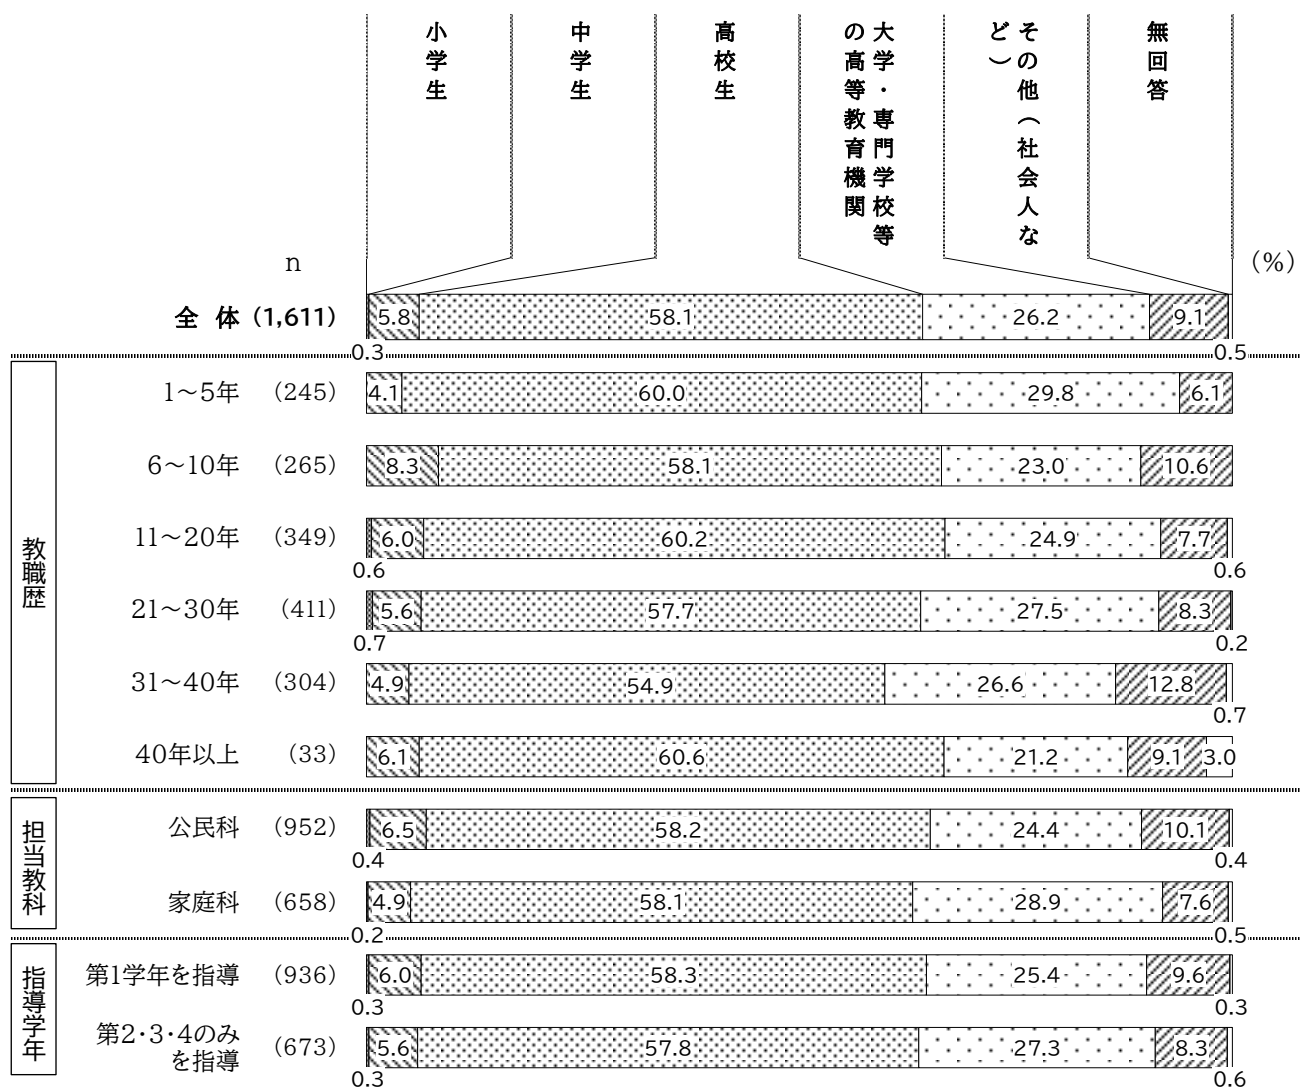 小学生
中学生
高校生
大学・専門学校等
の高等教育機関
その他（社会人な
ど）
無回答
n
(%)
全 体 (1,611)
5.8 58.1 26.2 9.1
0.3 0.5
教職歴
1～5年 (245) 4.1 60.0 29.8 6.1
6～10年 (265) 8.3 58.1 23.0 10.6
11～20年 (349) 6.0 60.2 24.9 7.7
0.6 0.6
21～30年 (411) 5.6 57.7 27.5 8.3
0.7 0.2
31～40年 (304) 4.9 54.9 26.6 12.8
0.7
40年以上 (33) 6.1 60.6 21.2 9.1 3.0
担当教科
公民科 (952) 6.5 58.2 24.4 10.1
0.4 0.4
家庭科 (658) 4.9 58.1 28.9 7.6
0.2 0.5
指導学年
第1学年を指導 (936) 6.0 58.3 25.4 9.6
0.3 0.3
第2・3・4のみ
を指導 (673) 5.6 57.8 27.3 8.3
0.3 0.6